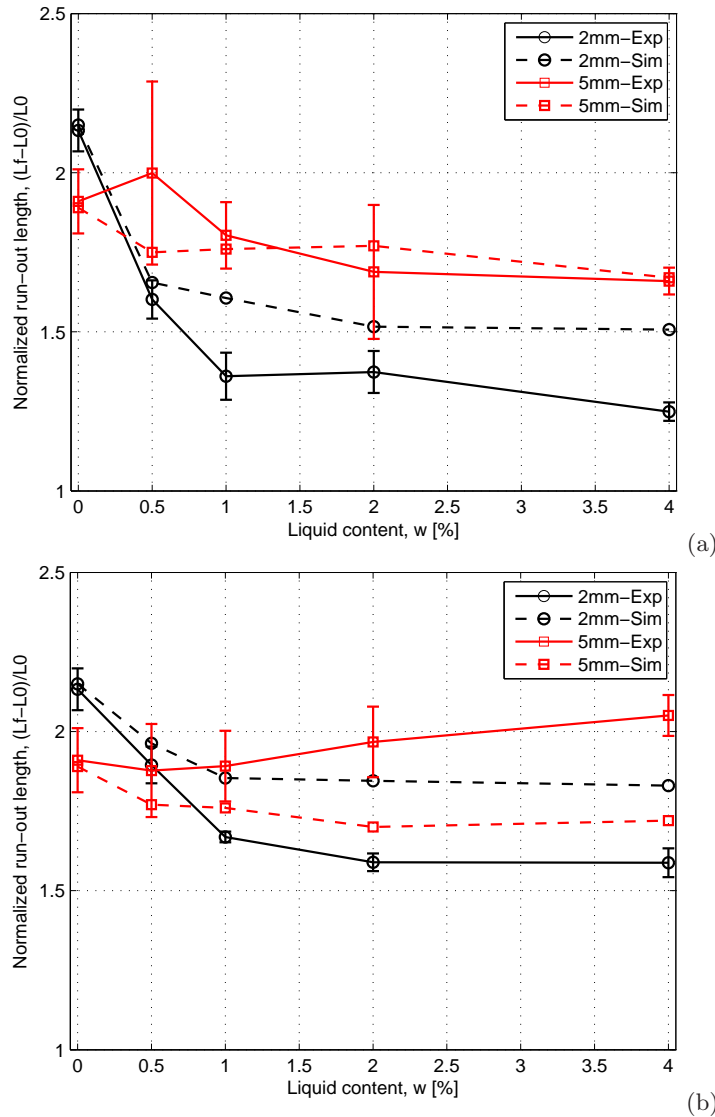 2.5
2
1.5
1
Normalized run−out length, (Lf−L0)/L0
2mm−Exp
2mm−Sim
5mm−Exp
5mm−Sim
0 0.5 1 1.5 2 2.5 3 3.5 4
Liquid content, w [%]
(a)
2.5
2
1.5
1
Normalized run−out length, (Lf−L0)/L0
2mm−Exp
2mm−Sim
5mm−Exp
5mm−Sim
0 0.5 1 1.5 2 2.5 3 3.5 4
Liquid content, w [%]
(b)